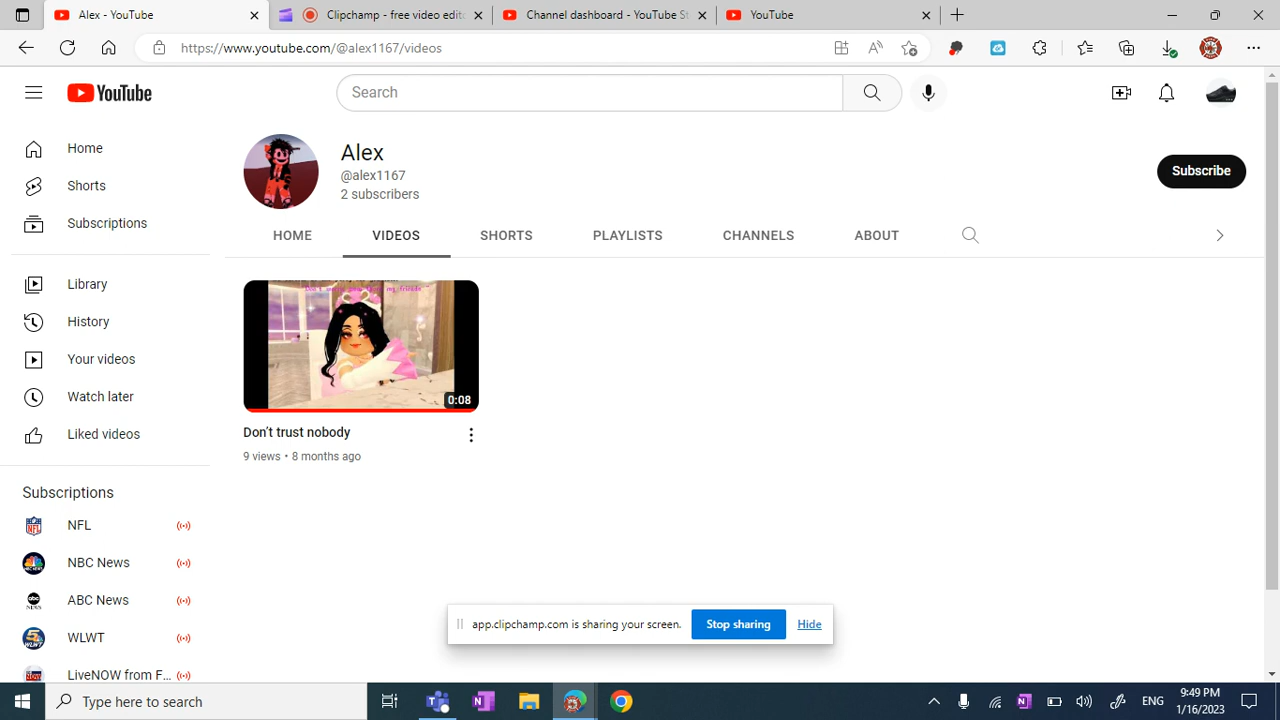 Alex - YouTube
Clipchamp - free video edito
Channel dashboard - YouTube St
YouTube
https://www.youtube.com/@alex1167/videos
YouTube
Search
Home
Shorts
Subscriptions
Library
History
Your videos
Watch later
Liked videos
Subscriptions
NFL
NBC News
ABC News
WLWT
LiveNOW from F...
Alex
@alex1167
2 subscribers
Subscribe
HOME
VIDEOS
SHORTS
PLAYLISTS
CHANNELS
ABOUT
0:08
Don't trust nobody
9 views • 8 months ago
app.clipchamp.com is sharing your screen.
Stop sharing
Hide
Type here to search
ENG
9:49 PM
1/16/2023